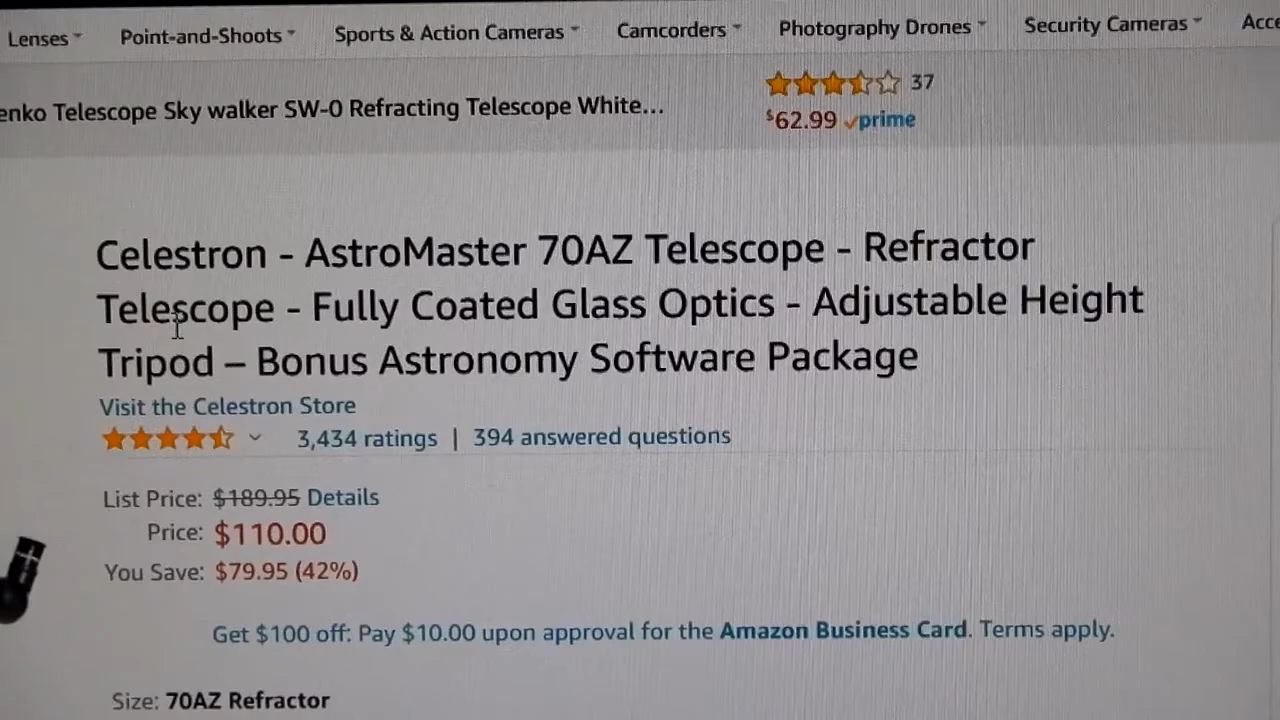 Lenses Point-and-Shoots Sports & Action Cameras Camcorders Photography Drones Security Cameras
enko Telescope Sky walker SW-0 Refracting Telescope White...
37
$62.99 prime
Celestron - AstroMaster 70AZ Telescope - Refractor
Telescope - Fully Coated Glass Optics - Adjustable Height
Tripod – Bonus Astronomy Software Package
Visit the Celestron Store
3,434 ratings | 394 answered questions
List Price: $189.95 Details
Price: $110.00
You Save: $79.95 (42%)
Get $100 off: Pay $10.00 upon approval for the Amazon Business Card. Terms apply.
Size: 70AZ Refractor